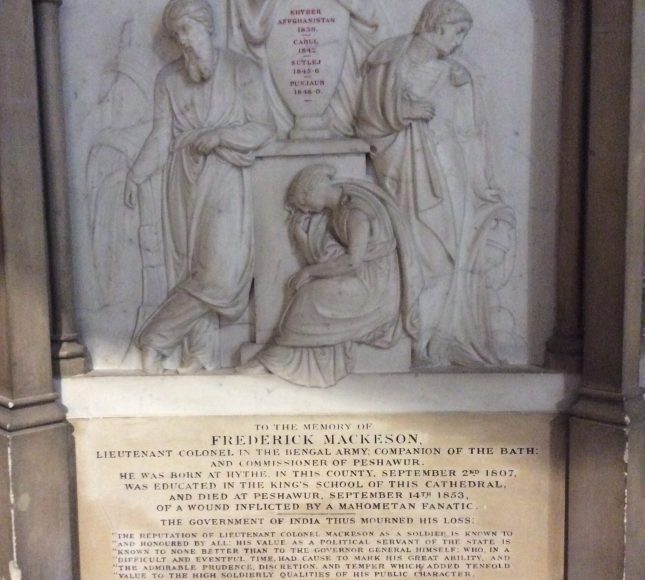 KHYBER
AFFGHANISTAN
1839.
CABUL
1842.
SUTLEJ
1845-6
PUNJAUB
1848-9.
TO THE MEMORY OF
FREDERICK MACKESON,
LIEUTENANT COLONEL IN THE BENGAL ARMY; COMPANION OF THE BATH:
AND COMMISSIONER OF PESHAWUR.
HE WAS BORN AT HYTHE, IN THIS COUNTY, SEPTEMBER 2ND 1807,
WAS EDUCATED IN THE KING'S SCHOOL OF THIS CATHEDRAL,
AND DIED AT PESHAWUR, SEPTEMBER 14TH 1853,
OF A WOUND INFLICTED BY A MAHOMETAN FANATIC.
THE GOVERNMENT OF INDIA THUS MOURNED HIS LOSS:
"THE REPUTATION OF LIEUTENANT COLONEL MACKESON AS A SOLDIER, IS KNOWN TO
"AND HONOURED BY ALL: HIS VALUE AS A POLITICAL SERVANT OF THE STATE IS
"KNOWN TO NONE BETTER THAN TO THE GOVERNOR GENERAL HIMSELF; WHO, IN A
"DIFFICULT AND EVENTFUL TIME, HAD CAUSE TO MARK HIS GREAT ABILITY, AND
"THE ADMIRABLE PRUDENCE, DISCRETION, AND TEMPER WHICH ADDED TENFOLD
"VALUE TO THE HIGH SOLDIERLY QUALITIES OF HIS PUBLIC CHARACTER.